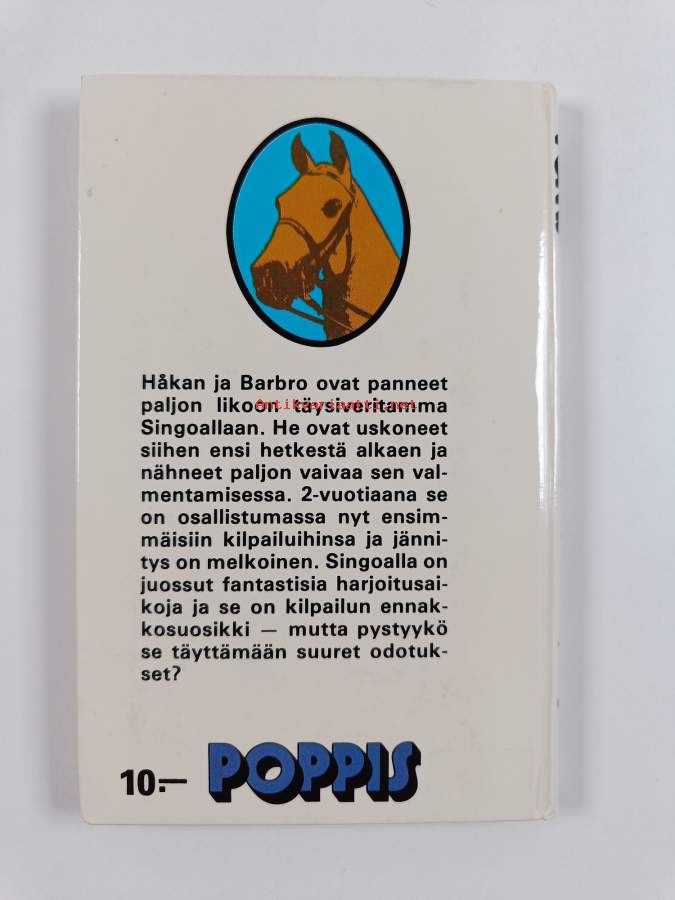 Håkan ja Barbro ovat panneet
paljon likoon täysiveritamma
Antikvariaatti.net
Singoallaan. He ovat uskoneet
siihen ensi hetkestä alkaen ja
nähneet paljon vaivaa sen val-
mentamisessa. 2-vuotiaana se
on osallistumassa nyt ensim-
mäisiin kilpailuihinsa ja jänni-
tys on melkoinen. Singoalla on
juossut fantastisia harjoitusai-
koja ja se on kilpailun ennak-
kosuosikki — mutta pystyykö
se täyttämään suuret odotuk-
set?
10:— POPPIS